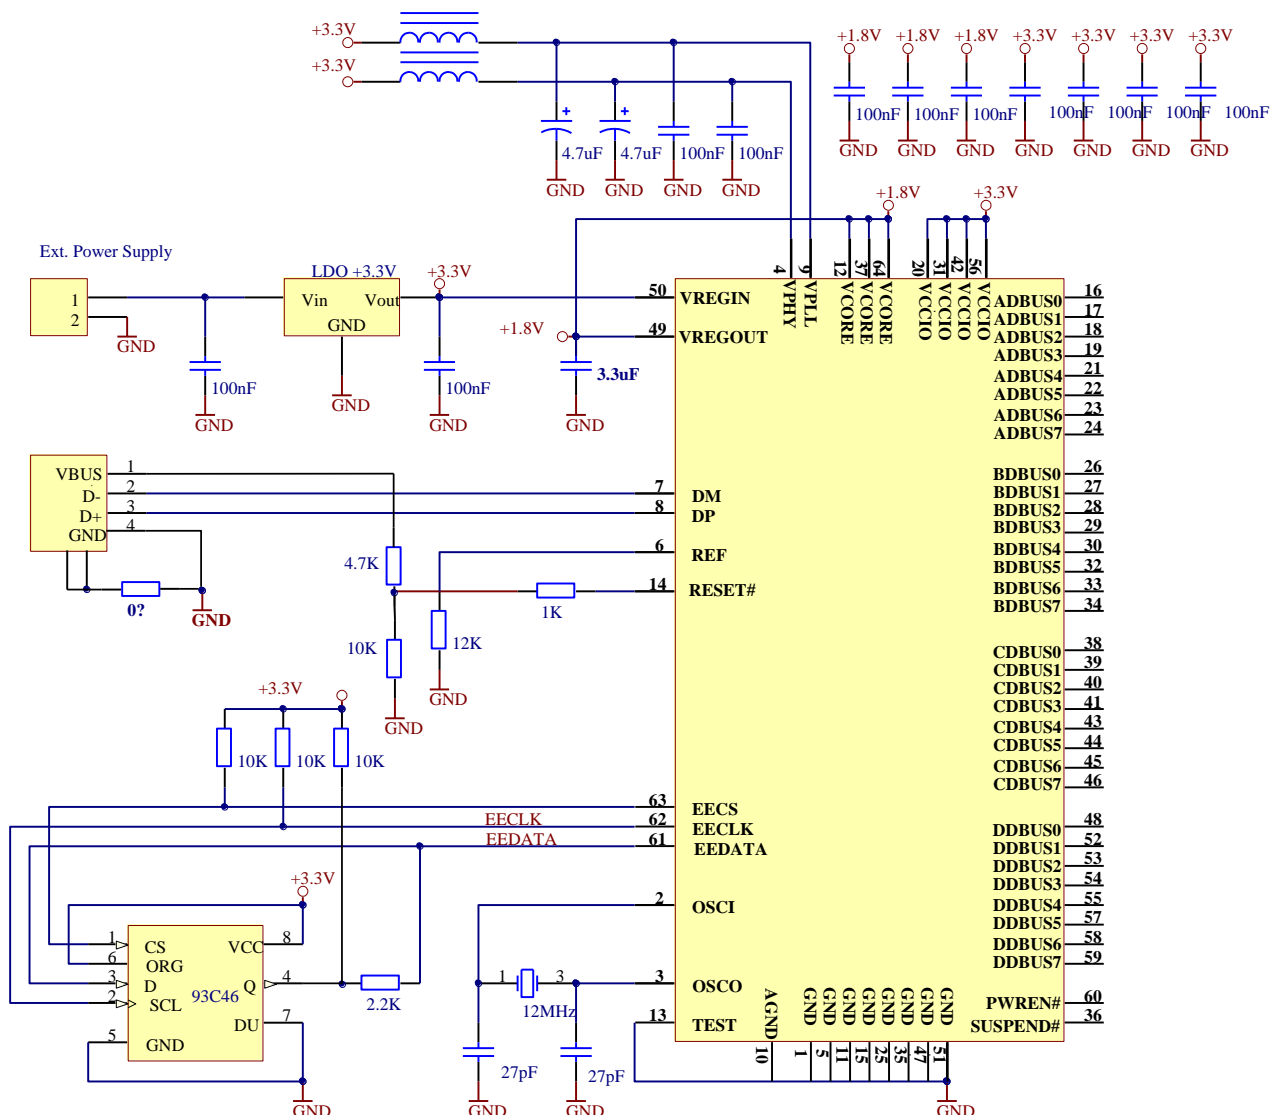 +3.3V
+3.3V
4.7uF
4.7uF
100nF
100nF
GND
GND
GND
GND
+1.8V
+1.8V
+1.8V
+3.3V
+3.3V
+3.3V
+3.3V
100nF
100nF
100nF
100nF
100nF
100nF
100nF
GND
GND
GND
GND
GND
GND
GND
+1.8V
+3.3V
Ext. Power Supply
1
2
GND
100nF
GND
LDO +3.3V
Vin
Vout
GND
GND
+3.3V
100nF
GND
+1.8V
3.3uF
GND
VBUS
D-
D+
GND
1
2
3
4
0?
GND
4.7K
10K
GND
1K
12K
GND
+3.3V
10K
10K
10K
EECLK
EEDATA
+3.3V
1
6
3
2
5
CS
ORG
D
SCL
GND
93C46
VCC
Q
DU
8
4
7
2.2K
GND
1
3
12MHz
27pF
27pF
GND
GND
50 VREGIN
49 VREGOUT
7 DM
8 DP
6 REF
14 RESET#
63 EECS
62 EECLK
61 EEDATA
2 OSCI
3 OSCO
13 TEST
4 VPHY
9 VPLL
12 VCORE
37 VCORE
64 VCORE
20 VCCIO
31 VCCIO
42 VCCIO
56 VCCIO
ADBUS0 16
ADBUS1 17
ADBUS2 18
ADBUS3 19
ADBUS4 21
ADBUS5 22
ADBUS6 23
ADBUS7 24
BDBUS0 26
BDBUS1 27
BDBUS2 28
BDBUS3 29
BDBUS4 30
BDBUS5 32
BDBUS6 33
BDBUS7 34
CDBUS0 38
CDBUS1 39
CDBUS2 40
CDBUS3 41
CDBUS4 43
CDBUS5 44
CDBUS6 45
CDBUS7 46
DDBUS0 48
DDBUS1 52
DDBUS2 53
DDBUS3 54
DDBUS4 55
DDBUS5 57
DDBUS6 58
DDBUS7 59
PWREN# 60
SUSPEND# 36
AGND 10
GND 1
GND 5
GND 11
GND 15
GND 25
GND 35
GND 47
GND 51
GND